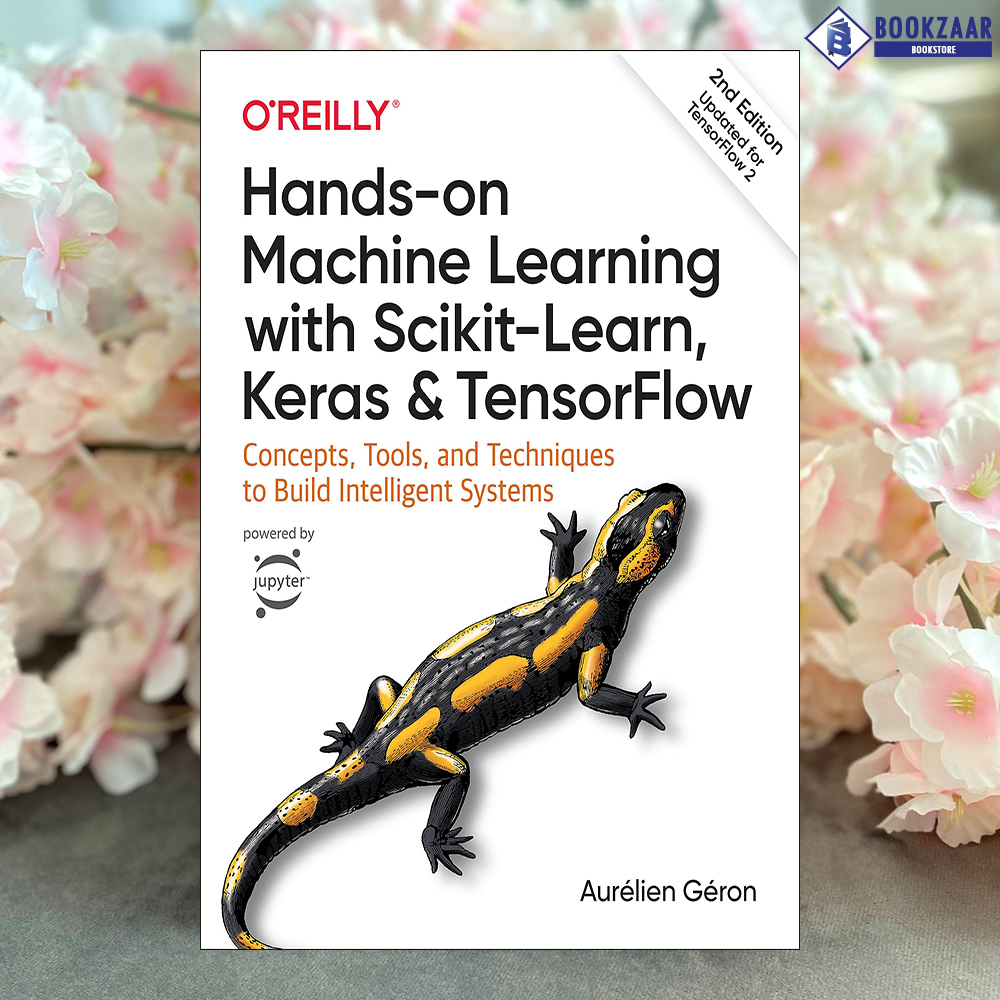 BOOKZAAR
BOOKSTORE
O'REILLY®
2nd Edition
Updated for
TensorFlow 2
Hands-on
Machine Learning
with Scikit-Learn,
Keras & TensorFlow
Concepts, Tools, and Techniques
to Build Intelligent Systems
powered by
jupyter™
Aurélien Géron